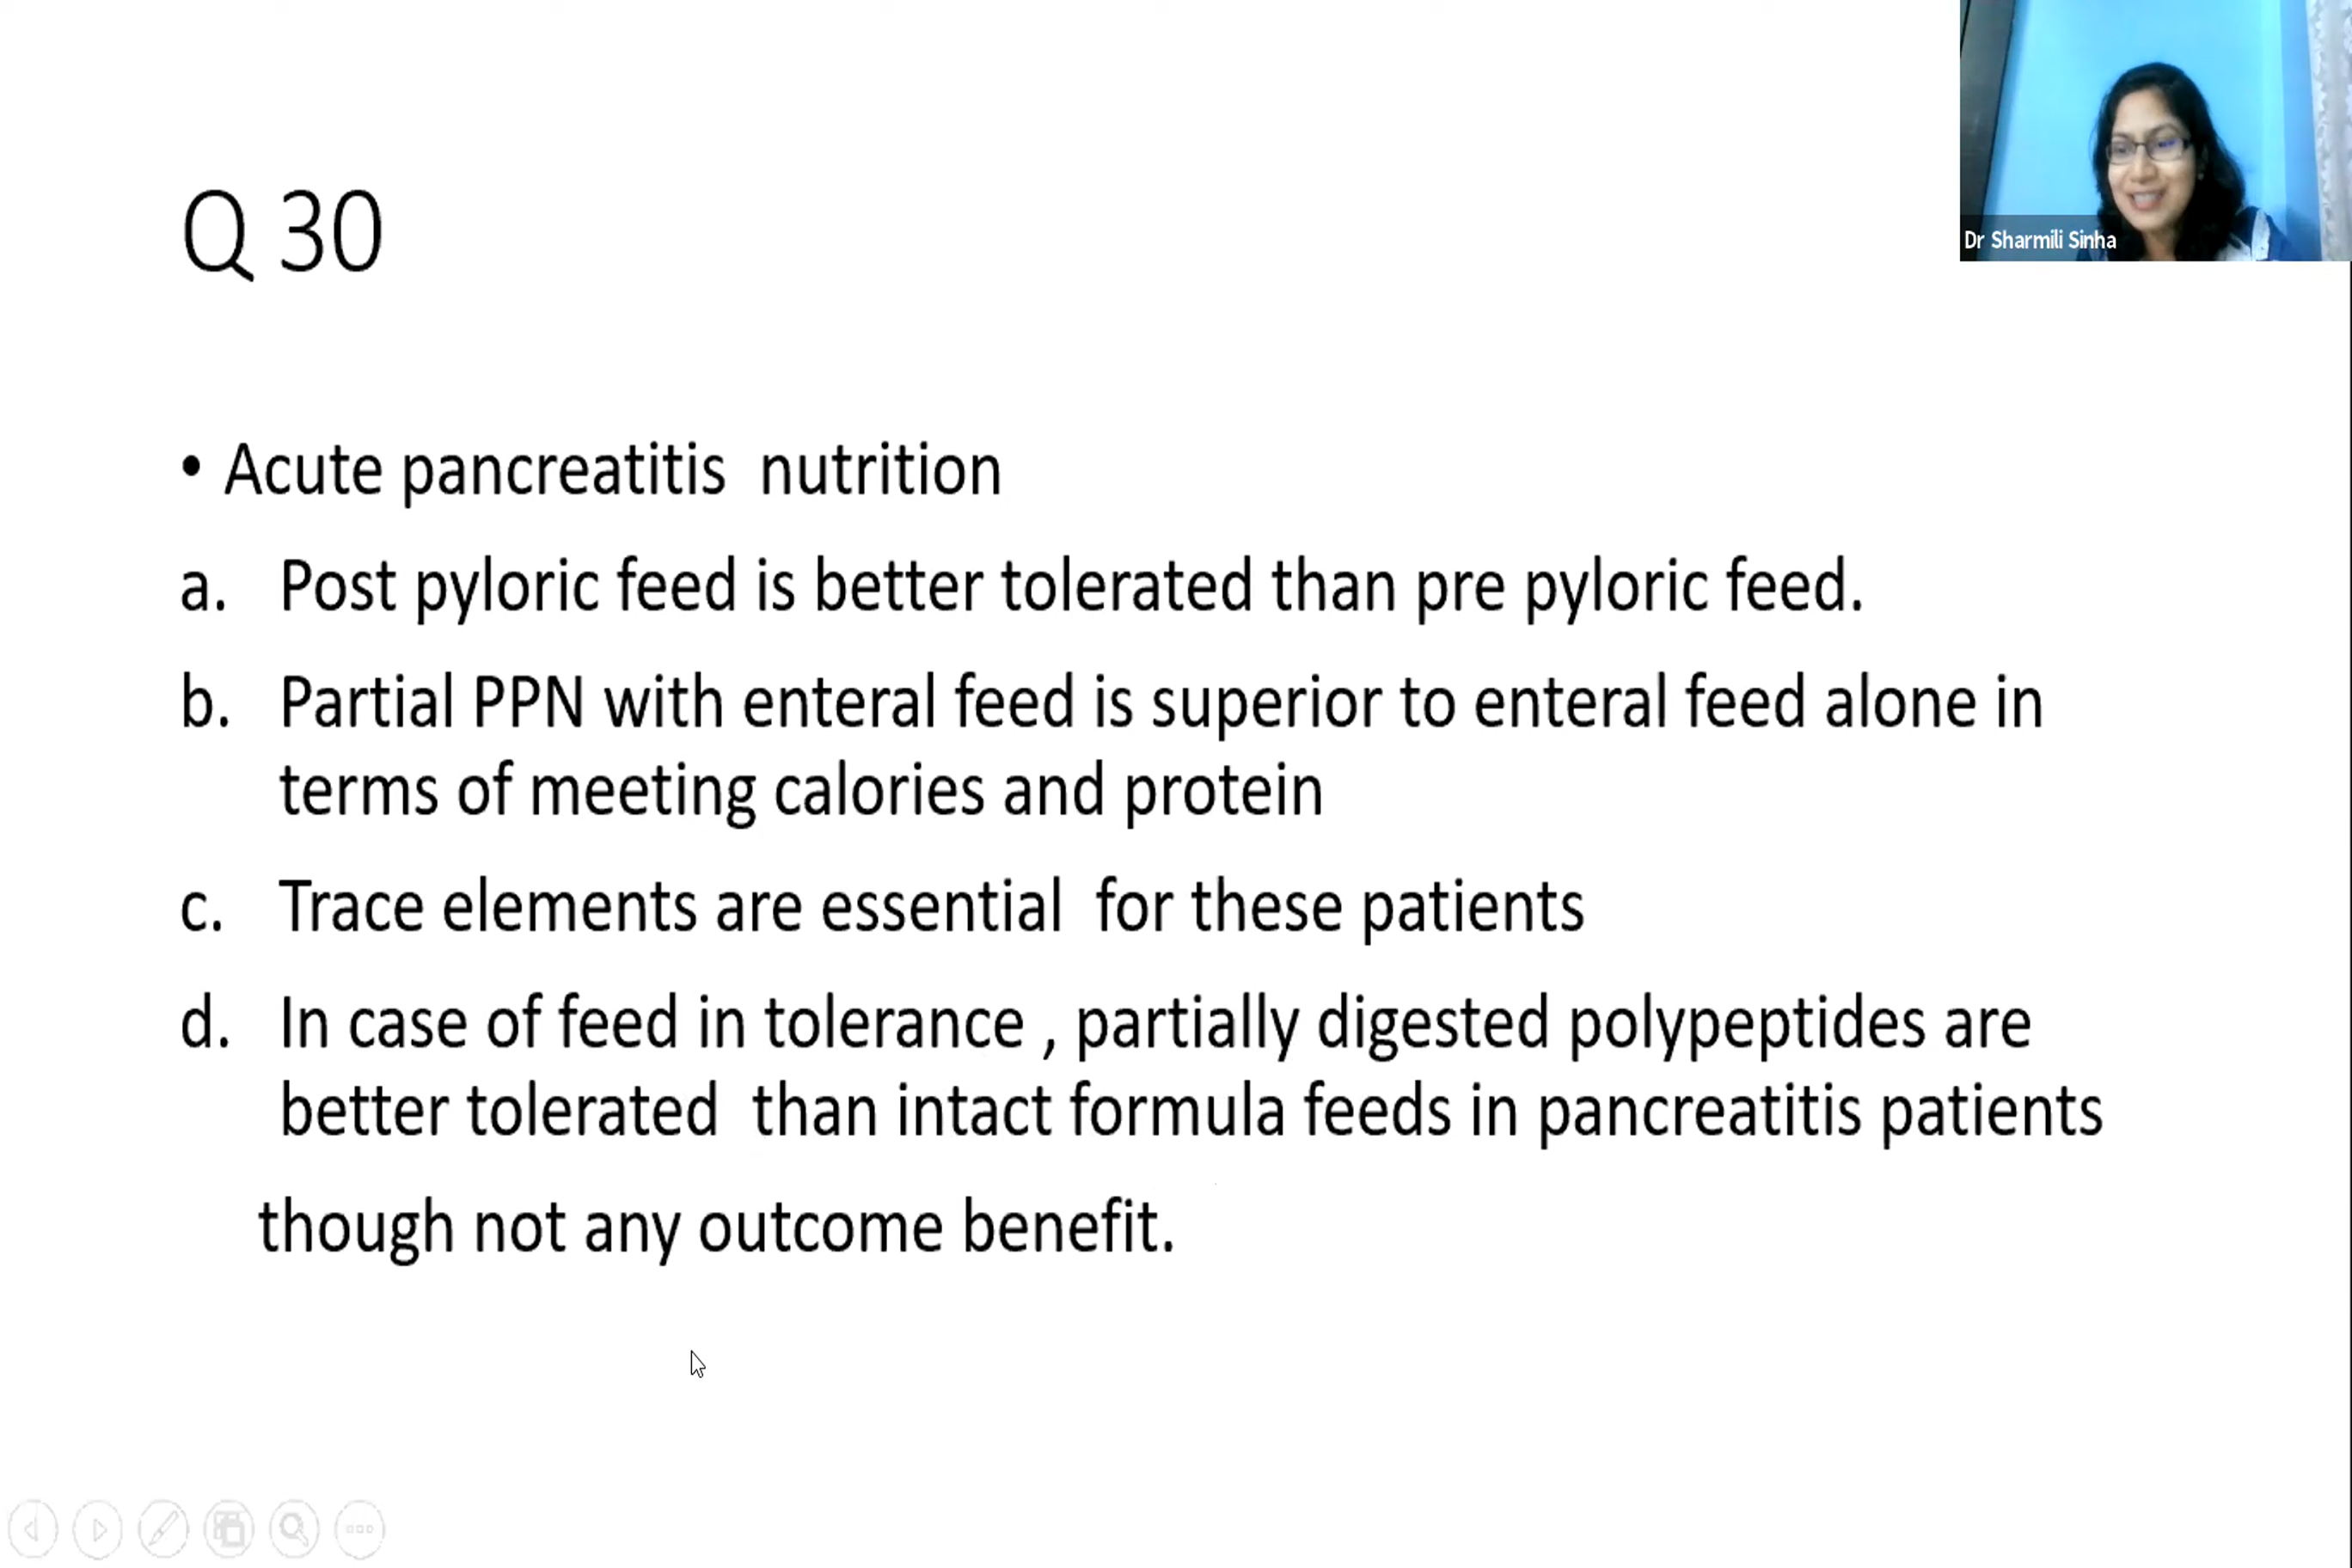 Dr Sharmili Sinha
Q 30
• Acute pancreatitis nutrition
a. Post pyloric feed is better tolerated than pre pyloric feed.
b. Partial PPN with enteral feed is superior to enteral feed alone in
terms of meeting calories and protein
c. Trace elements are essential for these patients
d. In case of feed in tolerance , partially digested polypeptides are
better tolerated than intact formula feeds in pancreatitis patients
though not any outcome benefit.